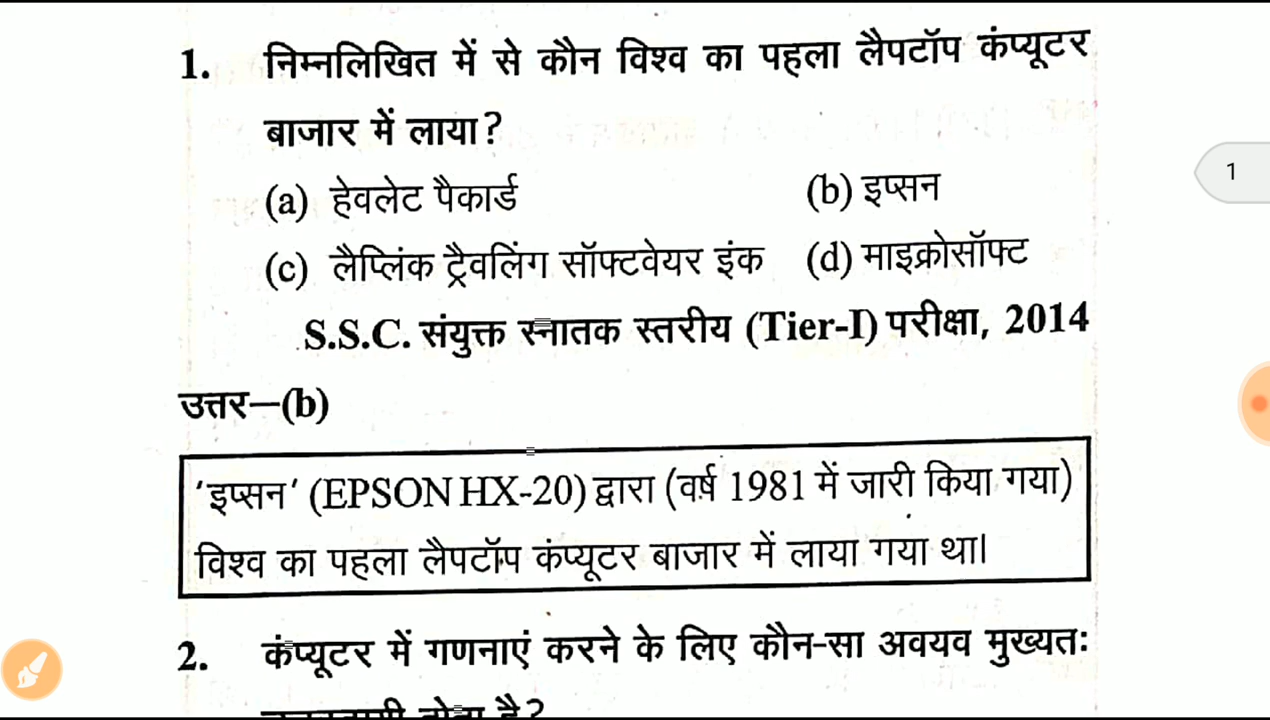 1. निम्नलिखित में से कौन विश्व का पहला लैपटॉप कंप्यूटर
बाजार में लाया?
(a) हेवलेट पैकार्ड (b) इप्सन
(c) लैप्लिंक ट्रैवलिंग सॉफ्टवेयर इंक (d) माइक्रोसॉफ्ट
S.S.C. संयुक्त स्नातक स्तरीय (Tier-I) परीक्षा, 2014
उत्तर—(b)
'इप्सन' (EPSON HX-20) द्वारा (वर्ष 1981 में जारी किया गया)
विश्व का पहला लैपटॉप कंप्यूटर बाजार में लाया गया था।
2. कंप्यूटर में गणनाएं करने के लिए कौन-सा अवयव मुख्यतः
होता है?
1